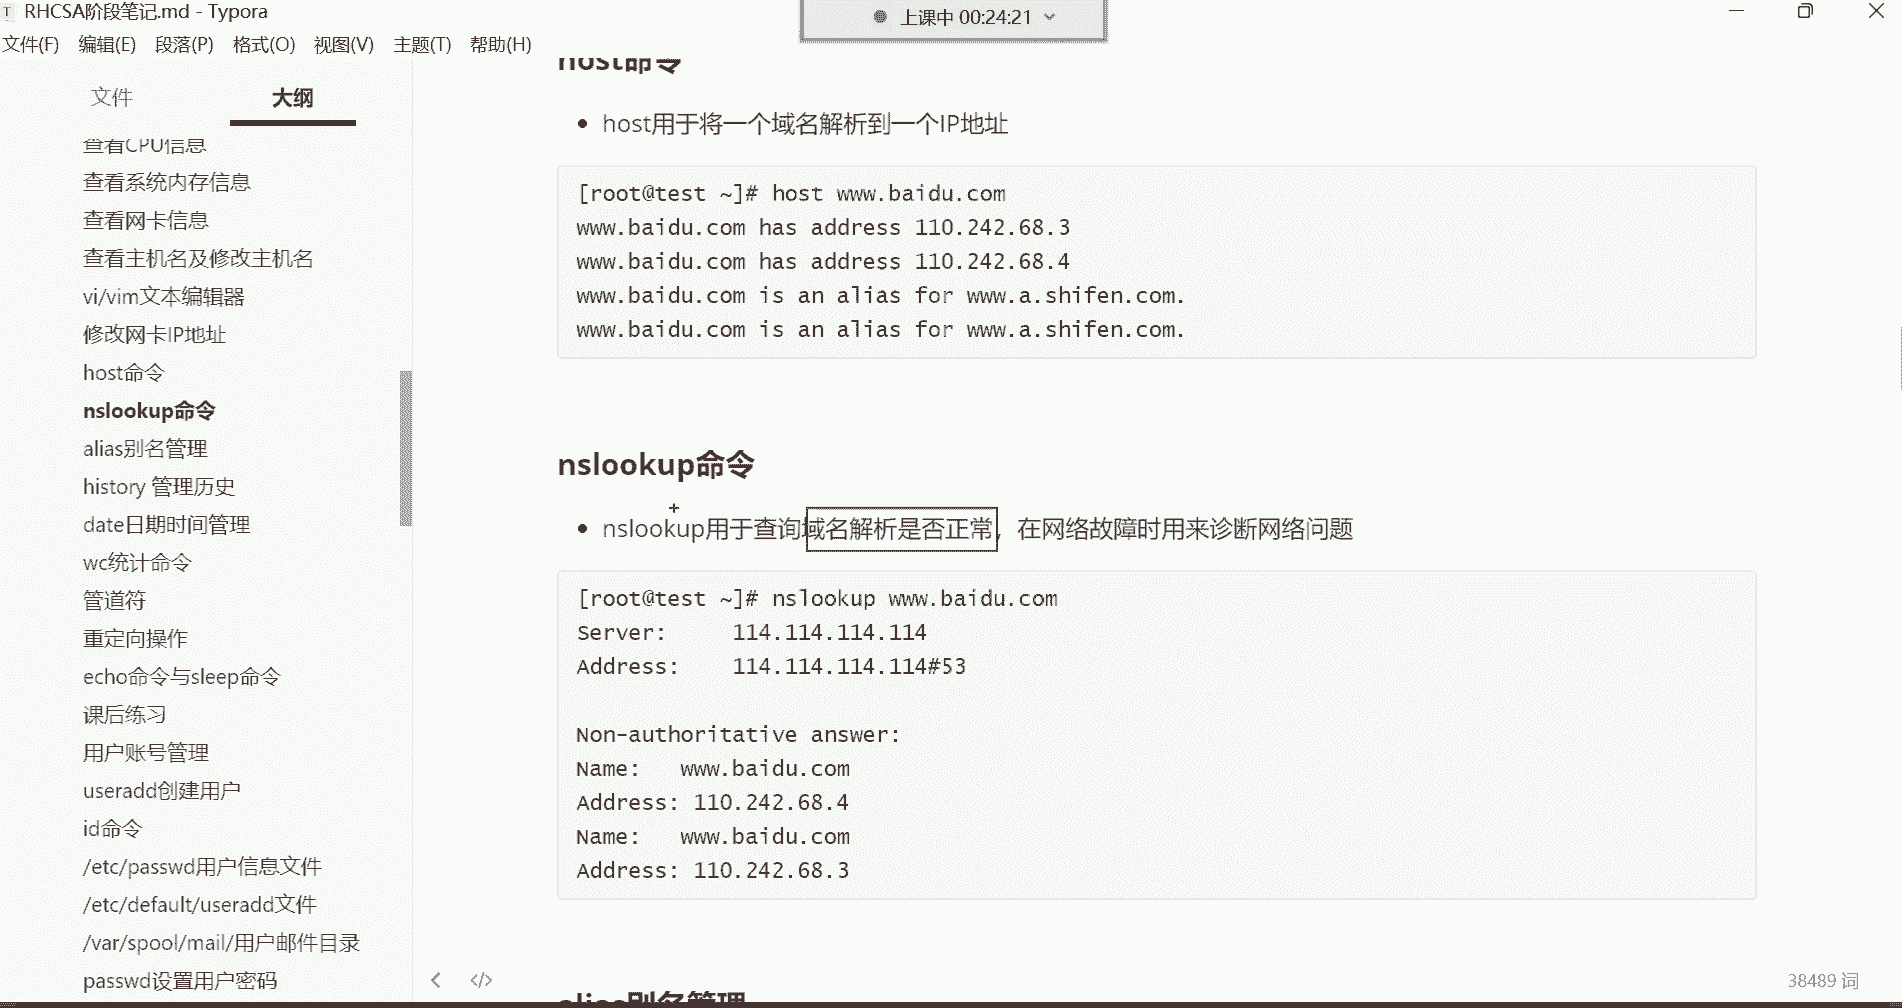 RHCSA阶段笔记.md - Typora
上课中 00:24:21
文件(F) 编辑(E) 段落(P) 格式(O) 视图(V) 主题(T) 帮助(H)
文件 大纲
查看CPU信息
查看系统内存信息
查看网卡信息
查看主机名及修改主机名
vi/vim文本编辑器
修改网卡IP地址
host命令
nslookup命令
alias别名管理
history 管理历史
date日期时间管理
wc统计命令
管道符
重定向操作
echo命令与sleep命令
课后练习
用户账号管理
useradd创建用户
id命令
/etc/passwd用户信息文件
/etc/default/useradd文件
/var/spool/mail/用户邮件目录
passwd设置用户密码
host命令
host用于将一个域名解析到一个IP地址
[root@test ~]# host www.baidu.com
www.baidu.com has address 110.242.68.3
www.baidu.com has address 110.242.68.4
www.baidu.com is an alias for www.a.shifen.com.
www.baidu.com is an alias for www.a.shifen.com.
nslookup命令
nslookup用于查询域名解析是否正常，在网络故障时用来诊断网络问题
[root@test ~]# nslookup www.baidu.com
Server: 114.114.114.114
Address: 114.114.114.114#53
Non-authoritative answer:
Name: www.baidu.com
Address: 110.242.68.4
Name: www.baidu.com
Address: 110.242.68.3
alias别名管理
38489 词